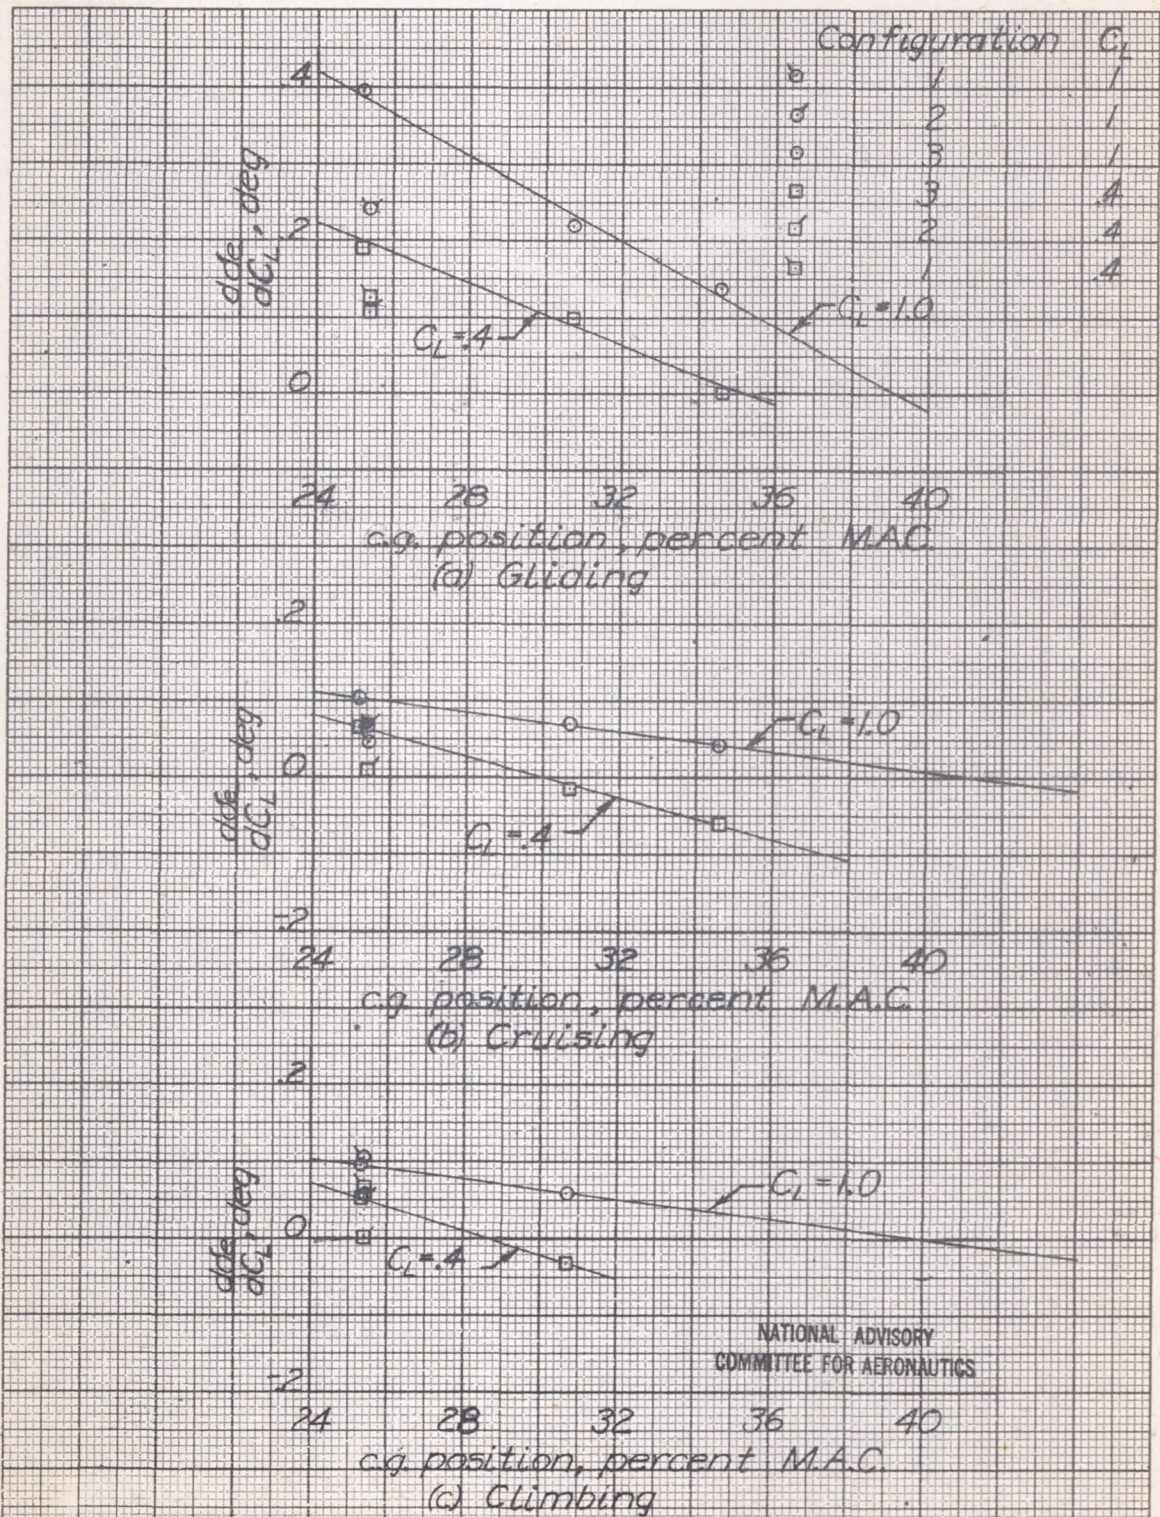 Configuration C_L
1 1
2 1
3 1
3 .4
2 .4
1 .4
.4
.2
0
dδe
dC_L , deg
C_L = .4
C_L = 1.0
24 28 32 36 40
c.g. position, percent M.A.C.
(a) Gliding
.2
0
-.2
dδe
dC_L , deg
C_L = 1.0
C_L = .4
24 28 32 36 40
c.g. position, percent M.A.C.
(b) Cruising
.2
0
-.2
dδe
dC_L , deg
C_L = 1.0
C_L = .4
NATIONAL ADVISORY
COMMITTEE FOR AERONAUTICS
24 28 32 36 40
c.g. position, percent M.A.C.
(c) Climbing